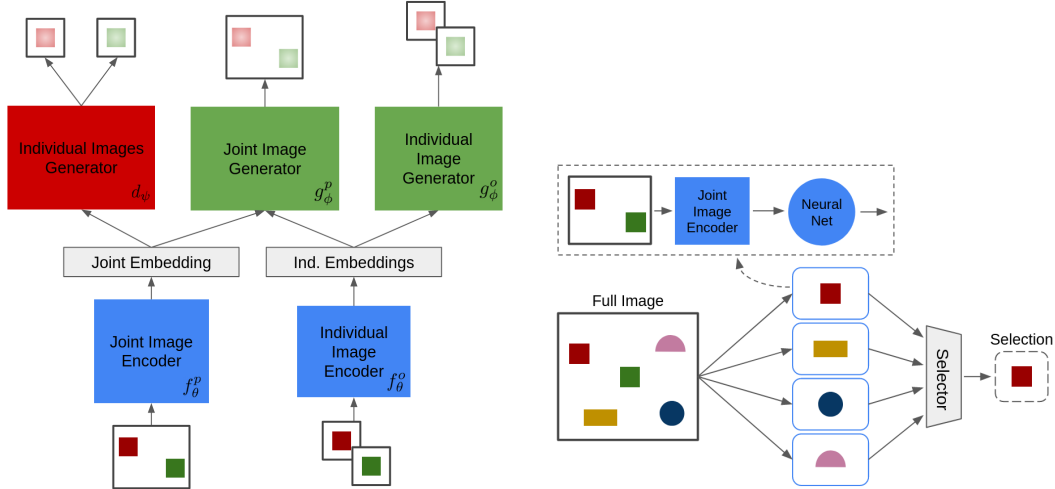 Individual Images
Generator
d_ψ
Joint Image
Generator
g^p_ϕ
Individual
Image
Generator
g^o_ϕ
Joint Embedding
Ind. Embeddings
Joint Image
Encoder
f^p_θ
Individual
Image
Encoder
f^o_θ
Joint
Image
Encoder
Neural
Net
Full Image
Selector
Selection